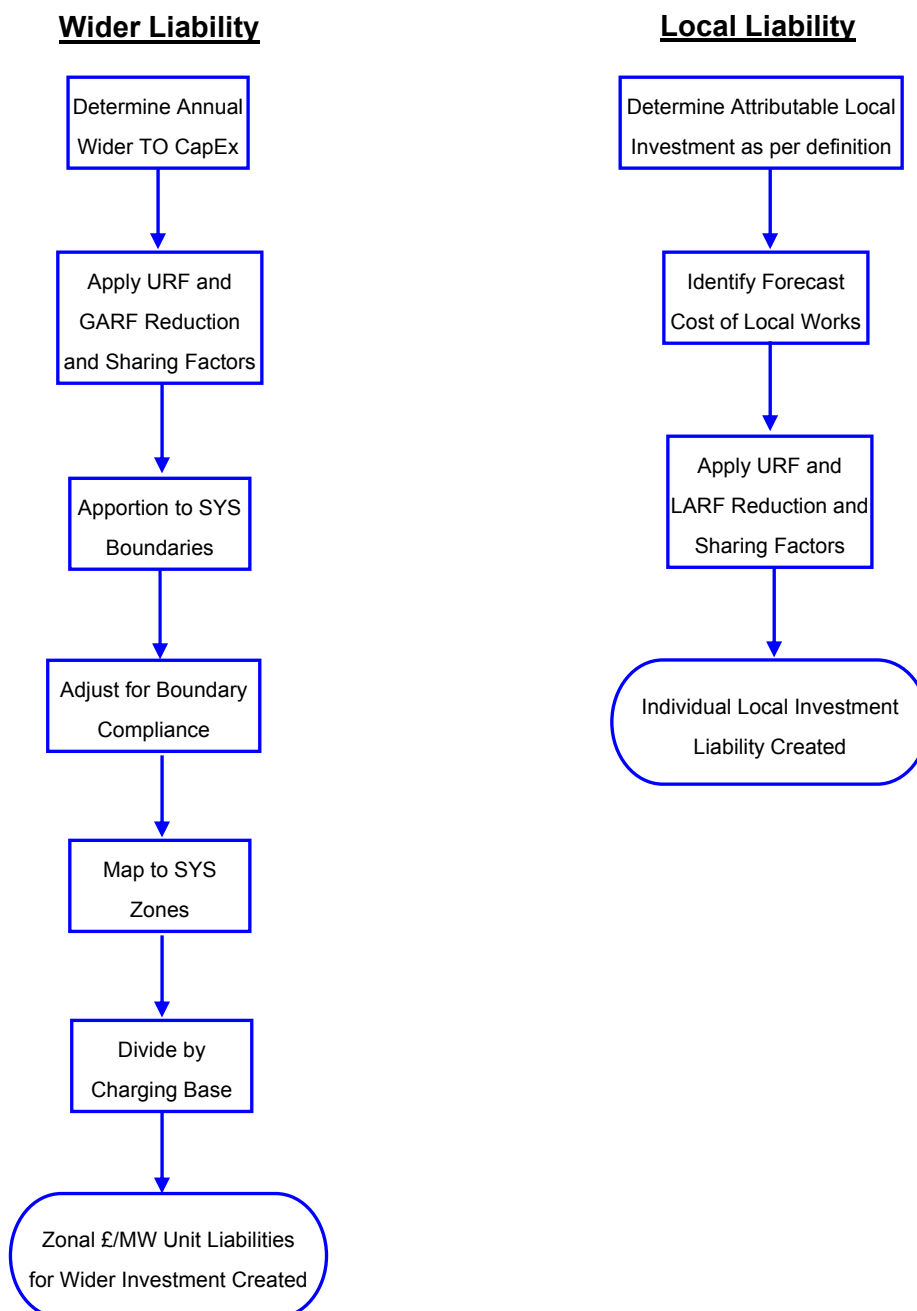 Wider Liability
Determine Annual
Wider TO CapEx
Apply URF and
GARF Reduction
and Sharing Factors
Apportion to SYS
Boundaries
Adjust for Boundary
Compliance
Map to SYS
Zones
Divide by
Charging Base
Zonal £/MW Unit Liabilities
for Wider Investment Created
Local Liability
Determine Attributable Local
Investment as per definition
Identify Forecast
Cost of Local Works
Apply URF and
LARF Reduction and
Sharing Factors
Individual Local Investment
Liability Created